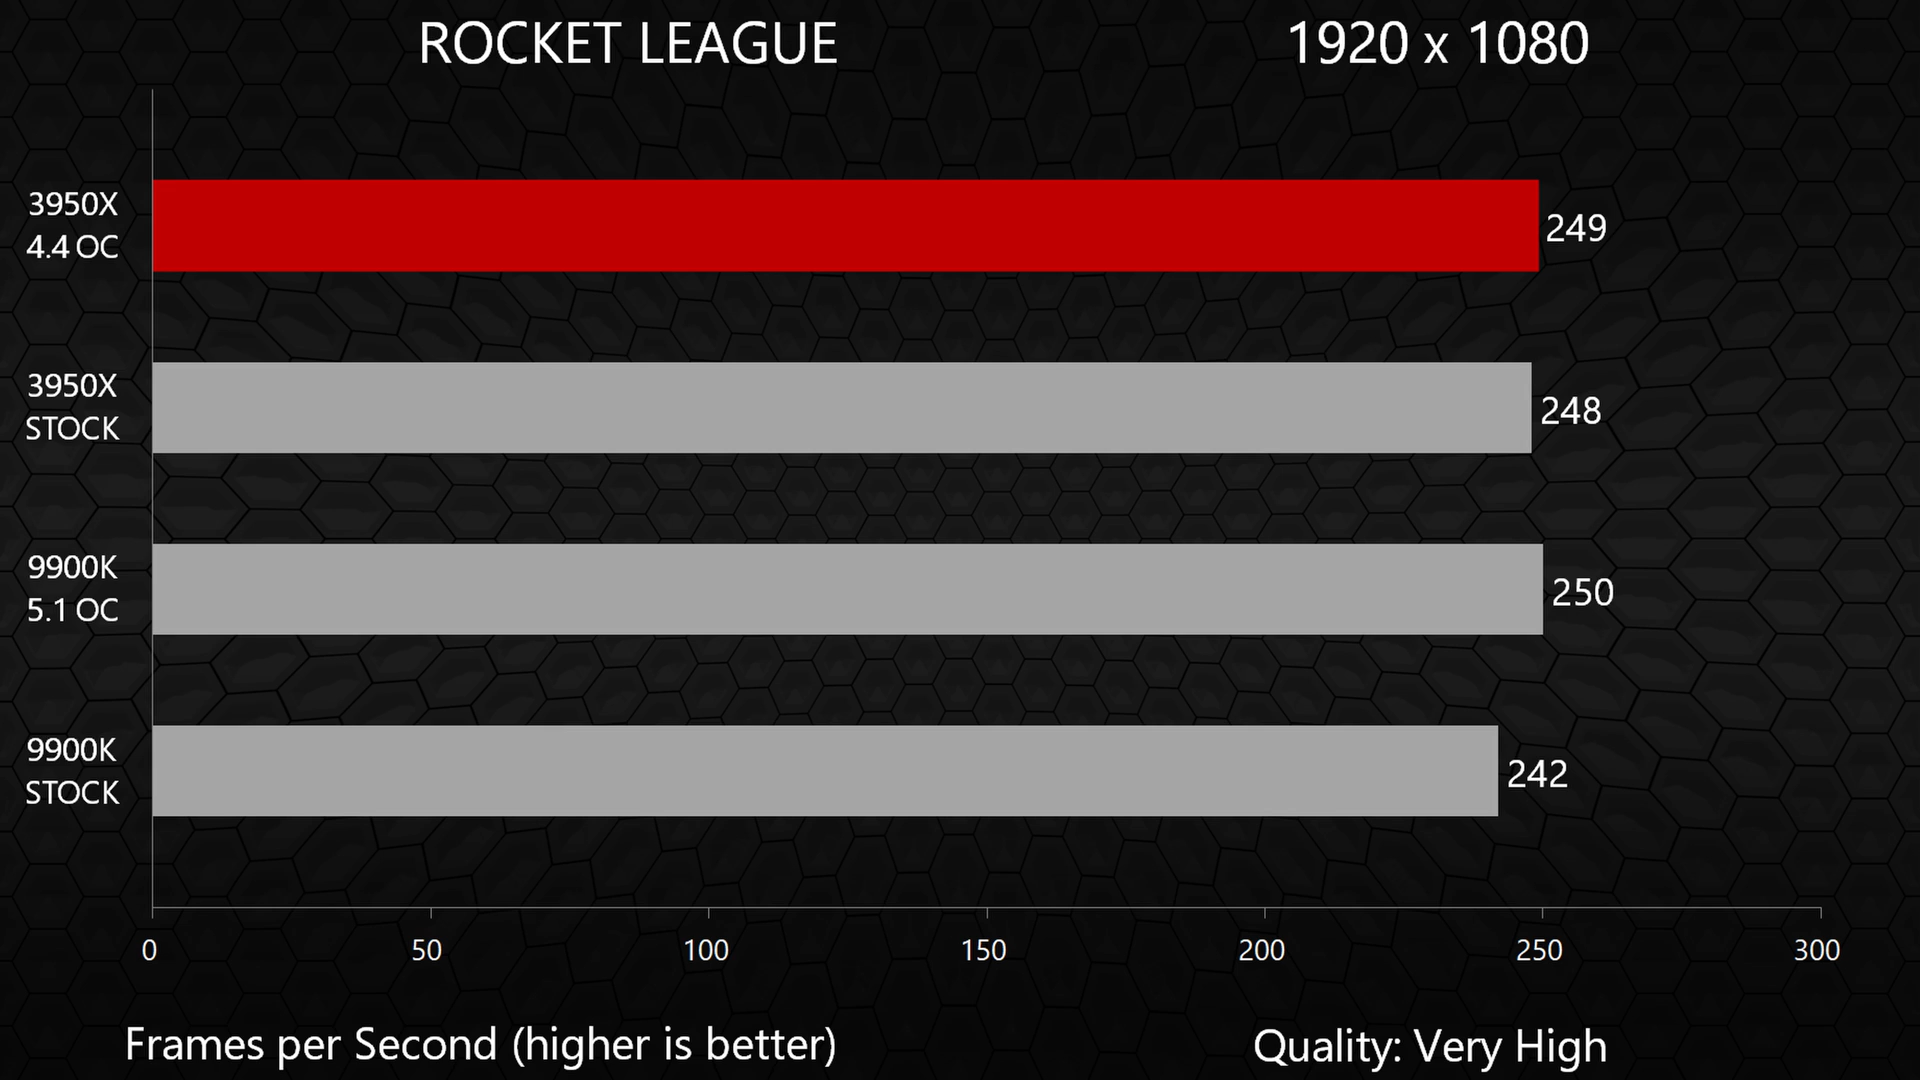 ROCKET LEAGUE
1920 x 1080
3950X
4.4 OC
249
3950X
STOCK
248
9900K
5.1 OC
250
9900K
STOCK
242
0 50 100 150 200 250 300
Frames per Second (higher is better)
Quality: Very High